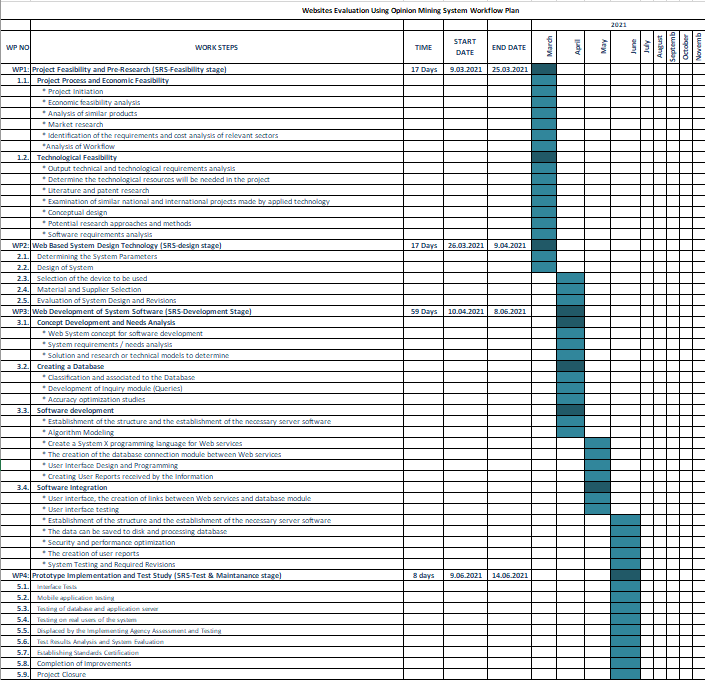 Websites Evaluation Using Opinion Mining System Workflow Plan
2021
WP NO WORK STEPS TIME START DATE END DATE March April May June July August Septemb October Novemb
WP1: Project Feasibility and Pre-Research (SRS-Feasibility stage) 17 Days 9.03.2021 25.03.2021
1.1. Project Process and Economic Feasibility
* Project Initiation
* Economic feasibility analysis
* Analysis of similar products
* Market research
* Identification of the requirements and cost analysis of relevant sectors
*Analysis of Workflow
1.2. Technological Feasibility
* Output technical and technological requirements analysis
* Determine the technological resources will be needed in the project
* Literature and patent research
* Examination of similar national and international projects made by applied technology
* Conceptual design
* Potential research approaches and methods
* Software requirements analysis
WP2: Web Based System Design Technology (SRS-design stage) 17 Days 26.03.2021 9.04.2021
2.1. Determining the System Parameters
2.2. Design of System
2.3. Selection of the device to be used
2.4. Material and Supplier Selection
2.5. Evaluation of System Design and Revisions
WP3: Web Development of System Software (SRS-Development Stage) 59 Days 10.04.2021 8.06.2021
3.1. Concept Development and Needs Analysis
* Web System concept for software development
* System requirements / needs analysis
* Solution and research or technical models to determine
3.2. Creating a Database
* Classification and associated to the Database
* Development of Inquiry module (Queries)
* Accuracy optimization studies
3.3. Software development
* Establishment of the structure and the establishment of the necessary server software
* Algorithm Modeling
* Create a System X programming language for Web services
* The creation of the database connection module between Web services
* User Interface Design and Programming
* Creating User Reports received by the Information
3.4. Software Integration
* User interface, the creation of links between Web services and database module
* User interface testing
* Establishment of the structure and the establishment of the necessary server software
* The data can be saved to disk and processing database
* Security and performance optimization
* The creation of user reports
* System Testing and Required Revisions
WP4: Prototype Implementation and Test Study (SRS-Test & Maintanance stage) 8 days 9.06.2021 14.06.2021
5.1. Interface Tests
5.2. Mobile application testing
5.3. Testing of database and application server
5.4. Testing on real users of the system
5.5. Displaced by the Implementing Agency Assessment and Testing
5.6. Test Results Analysis and System Evaluation
5.7. Establishing Standards Certification
5.8. Completion of Improvements
5.9. Project Closure